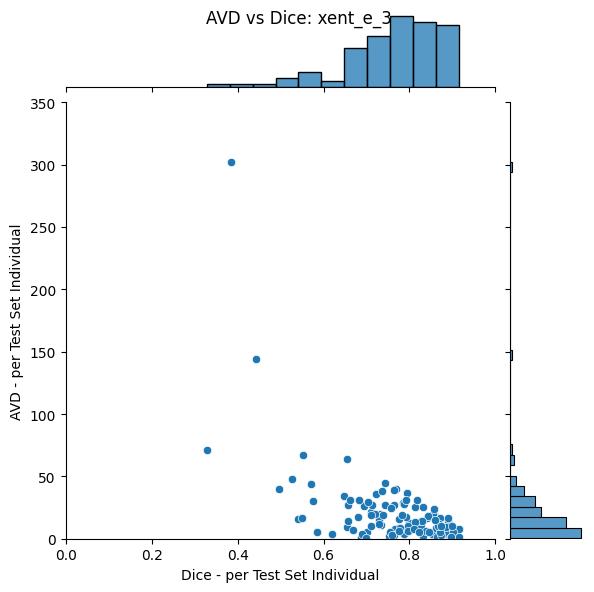 AVD vs Dice: xent_e_3
350
300
250
200
150
100
50
0
AVD - per Test Set Individual
0.0 0.2 0.4 0.6 0.8 1.0
Dice - per Test Set Individual